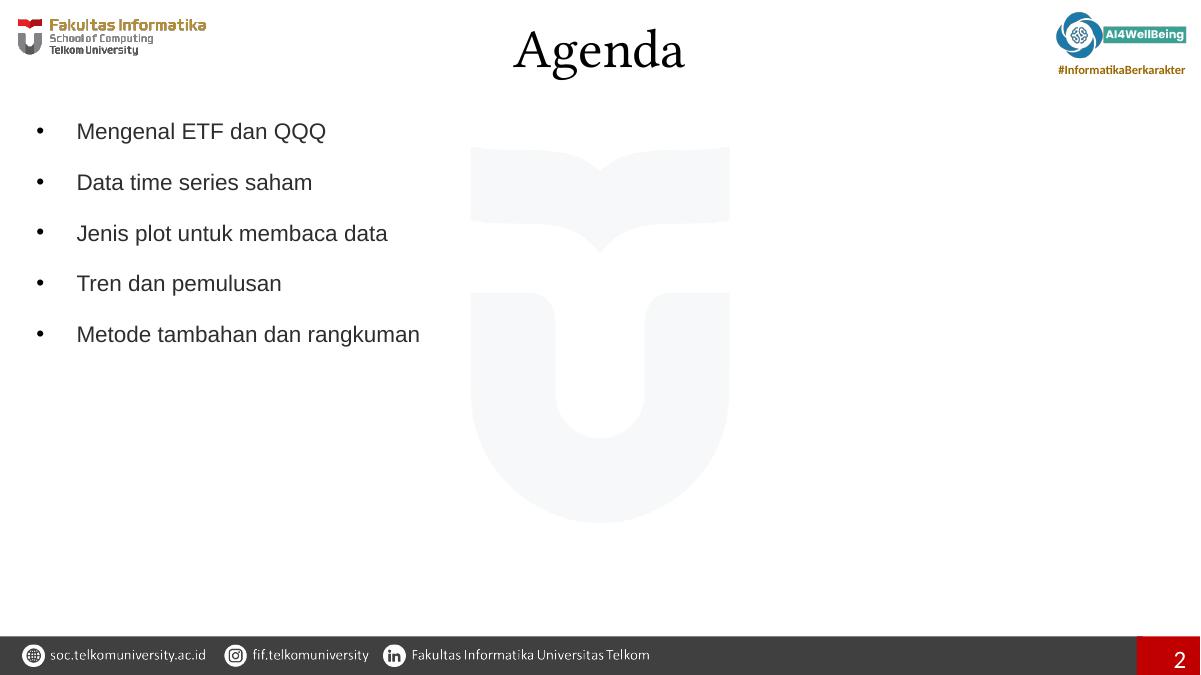 Fakultas Informatika
School of Computing
Telkom University
Agenda
AI4WellBeing
#InformatikaBerkarakter
• Mengenal ETF dan QQQ
• Data time series saham
• Jenis plot untuk membaca data
• Tren dan pemulusan
• Metode tambahan dan rangkuman
soc.telkomuniversity.ac.id fif.telkomuniversity in Fakultas Informatika Universitas Telkom
2